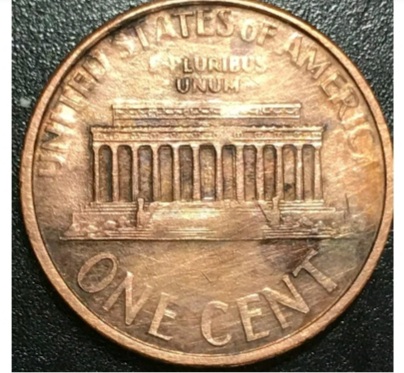 UNITED STATES OF AMERICA
E PLURIBUS
UNUM
ONE CENT